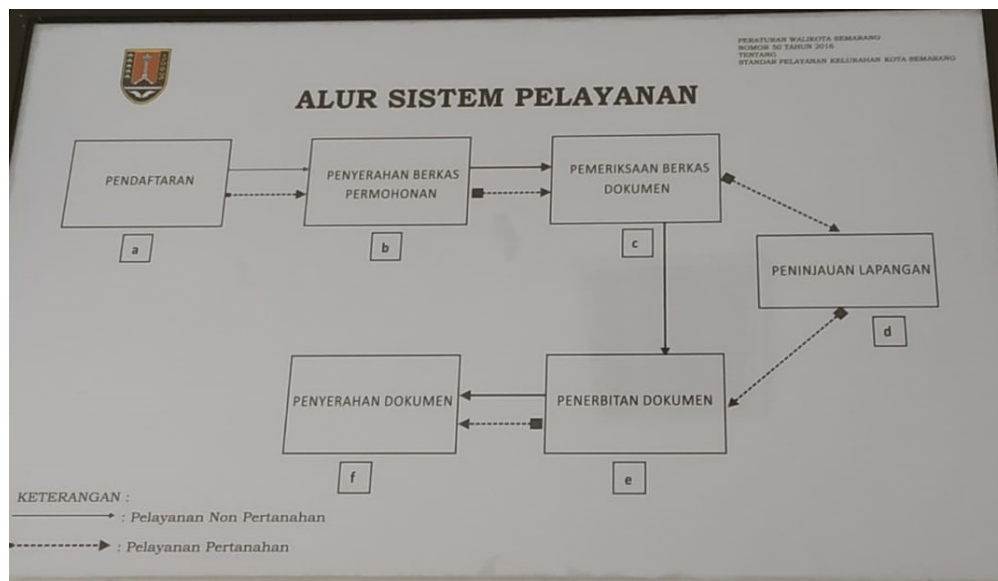 PERATURAN WALIKOTA SEMARANG
NOMOR 50 TAHUN 2016
TENTANG
STANDAR PELAYANAN KELURAHAN KOTA SEMARANG
ALUR SISTEM PELAYANAN
PENDAFTARAN
a
PENYERAHAN BERKAS
PERMOHONAN
b
PEMERIKSAAN BERKAS
DOKUMEN
c
PENINJAUAN LAPANGAN
d
PENERBITAN DOKUMEN
e
PENYERAHAN DOKUMEN
f
KETERANGAN :
: Pelayanan Non Pertanahan
: Pelayanan Pertanahan